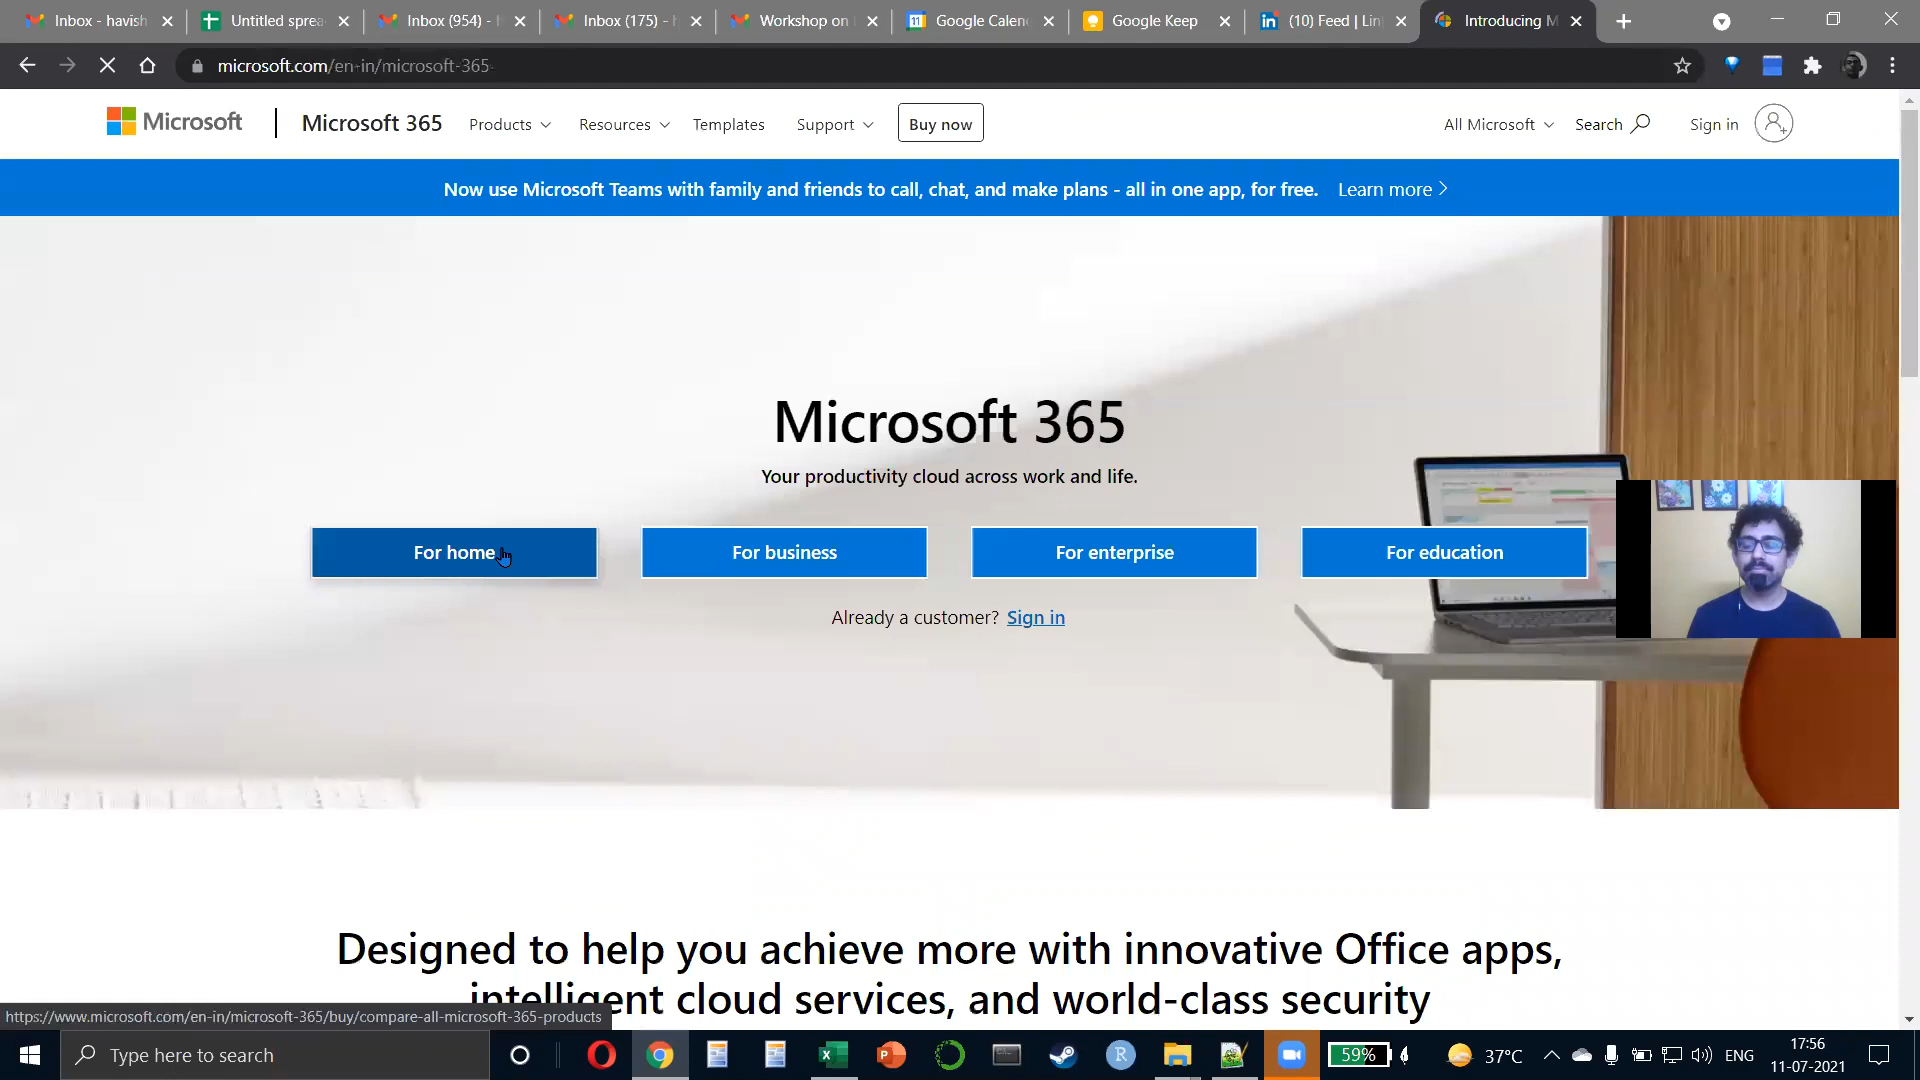 Inbox - havish
Untitled sprea
Inbox (954) -
Inbox (175) -
Workshop on
Google Calen
Google Keep
(10) Feed | Lin
Introducing M
microsoft.com/en-in/microsoft-365-
Microsoft
Microsoft 365
Products
Resources
Templates
Support
Buy now
All Microsoft
Search
Sign in
Now use Microsoft Teams with family and friends to call, chat, and make plans - all in one app, for free. Learn more
Microsoft 365
Your productivity cloud across work and life.
For home
For business
For enterprise
For education
Already a customer? Sign in
Designed to help you achieve more with innovative Office apps,
intelligent cloud services, and world-class security
https://www.microsoft.com/en-in/microsoft-365/buy/compare-all-microsoft-365-products
Type here to search
59%
37°C
ENG
17:56
11-07-2021